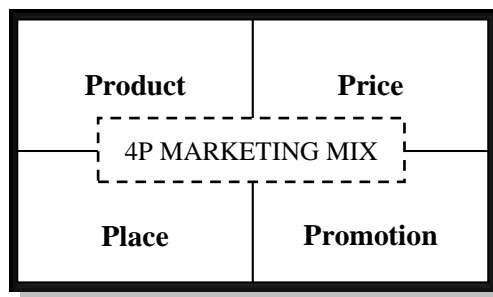 Product
Price
4P MARKETING MIX
Place
Promotion